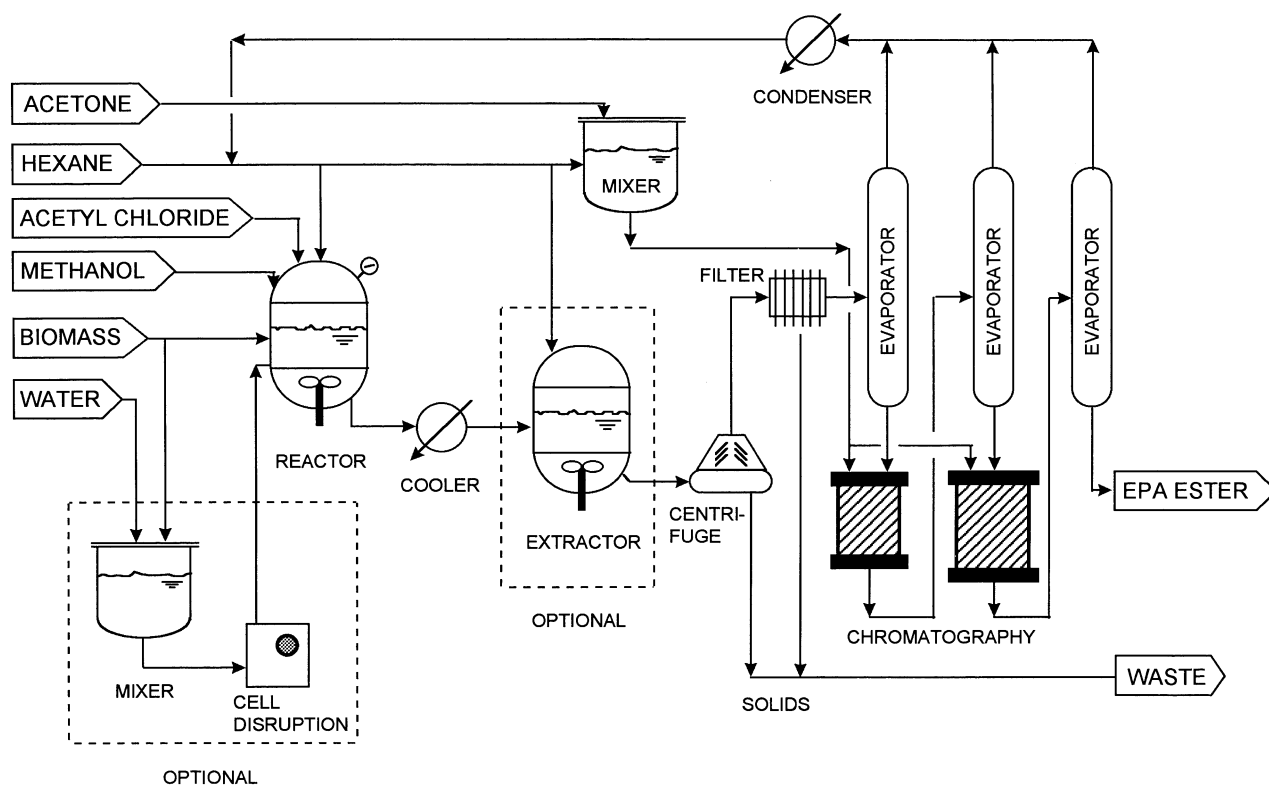 CONDENSER
ACETONE
HEXANE
MIXER
ACETYL CHLORIDE
METHANOL
FILTER
EVAPORATOR
EVAPORATOR
EVAPORATOR
BIOMASS
WATER
REACTOR
COOLER
EPA ESTER
CENTRI-
FUGE
EXTRACTOR
OPTIONAL
CHROMATOGRAPHY
MIXER
CELL
DISRUPTION
SOLIDS
WASTE
OPTIONAL